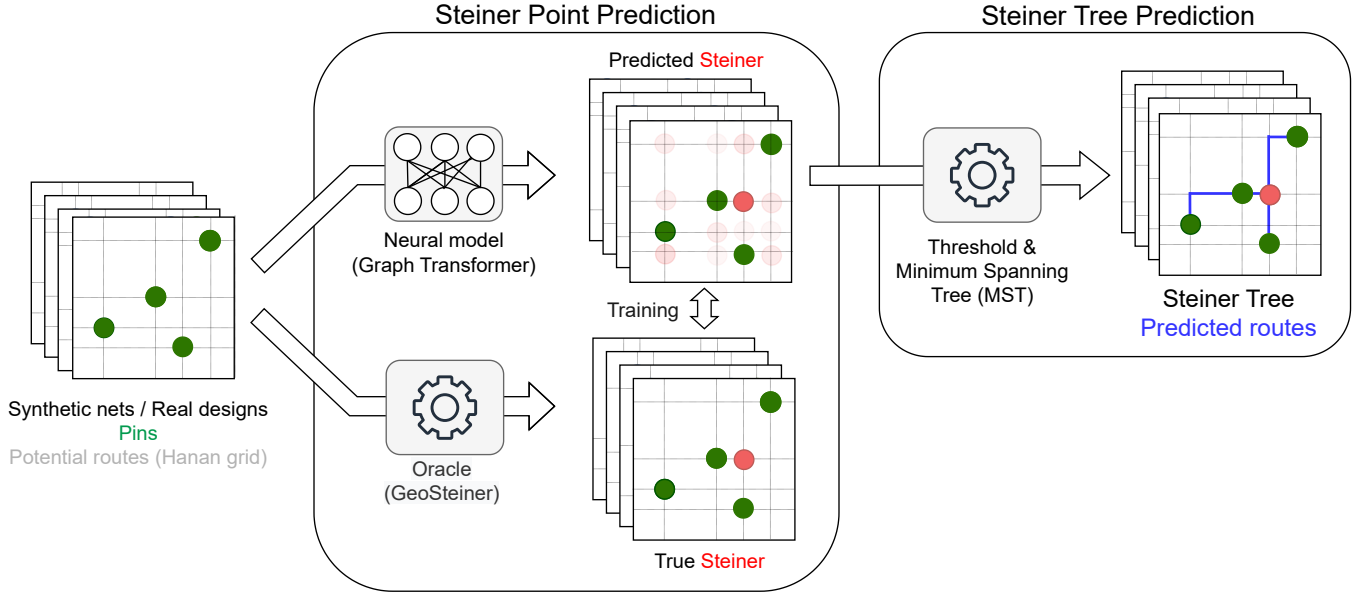 Steiner Point Prediction
Steiner Tree Prediction
Predicted Steiner
Neural model
(Graph Transformer)
Training
Threshold &
Minimum Spanning
Tree (MST)
Steiner Tree
Predicted routes
Synthetic nets / Real designs
Pins
Potential routes (Hanan grid)
Oracle
(GeoSteiner)
True Steiner